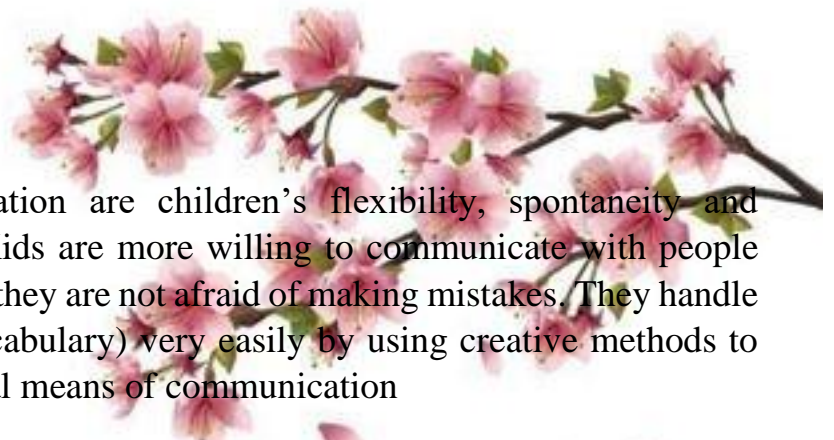 ation are children’s flexibility, spontaneity and
ids are more willing to communicate with people
they are not afraid of making mistakes. They handle
cabulary) very easily by using creative methods to
l means of communication